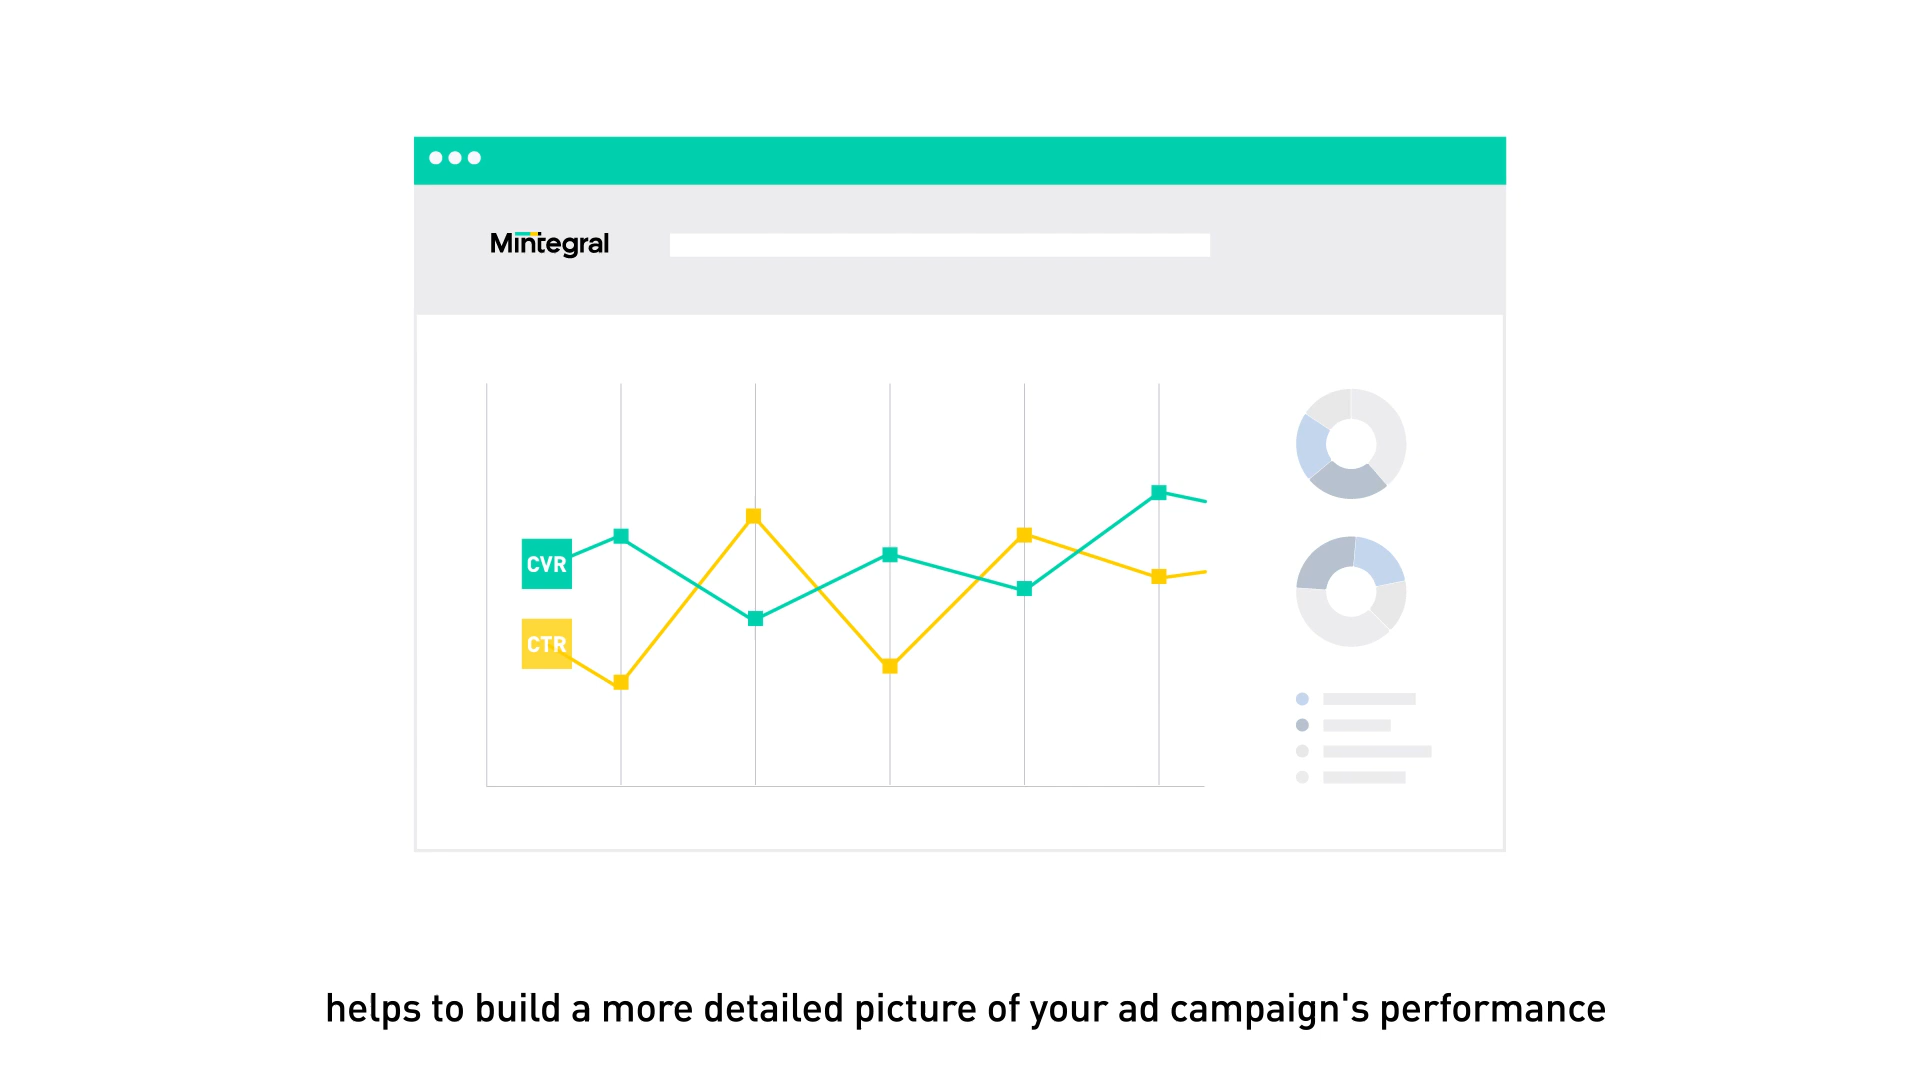 Mintegral
CVR
CTR
helps to build a more detailed picture of your ad campaign's performance